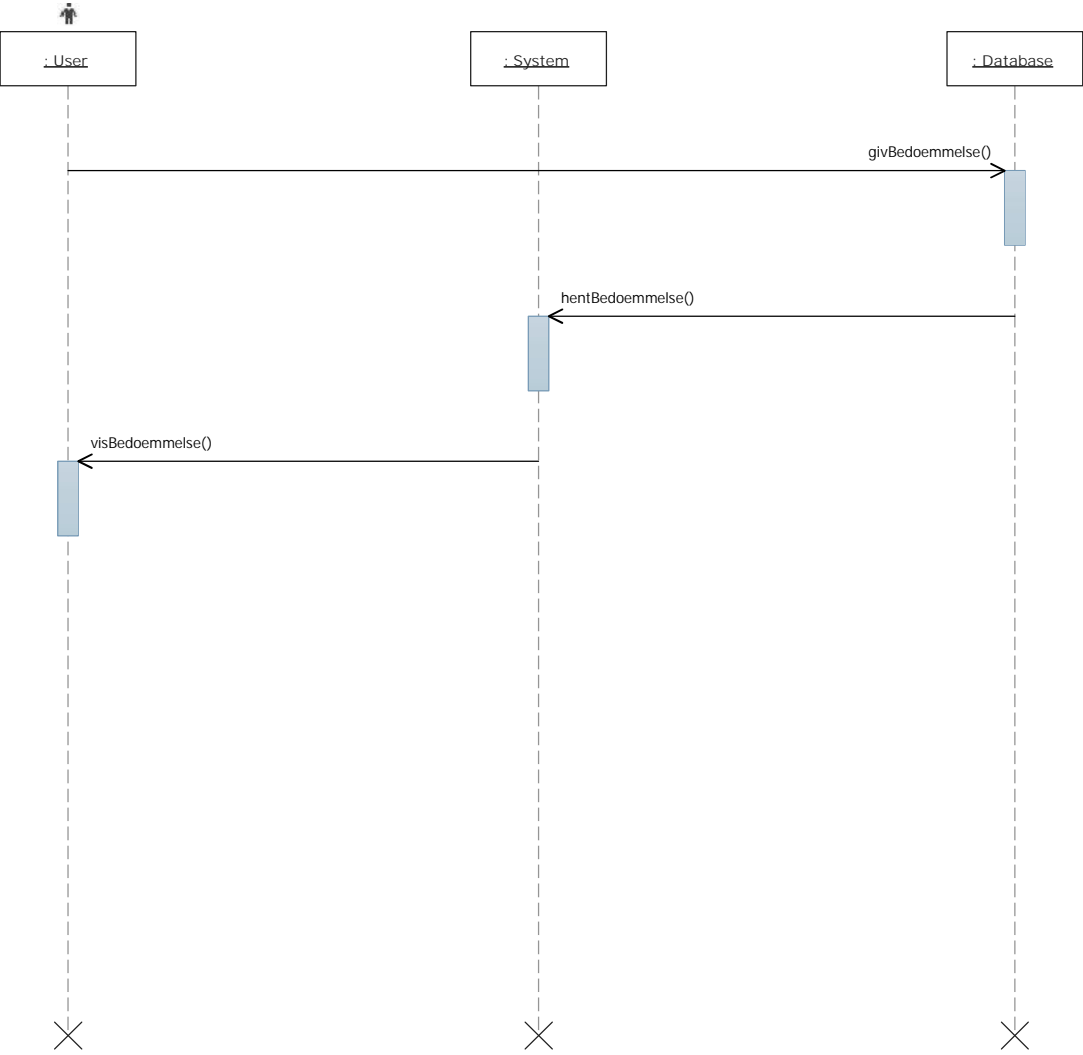 : User
: System
: Database
givBedoemmelse()
hentBedoemmelse()
visBedoemmelse()